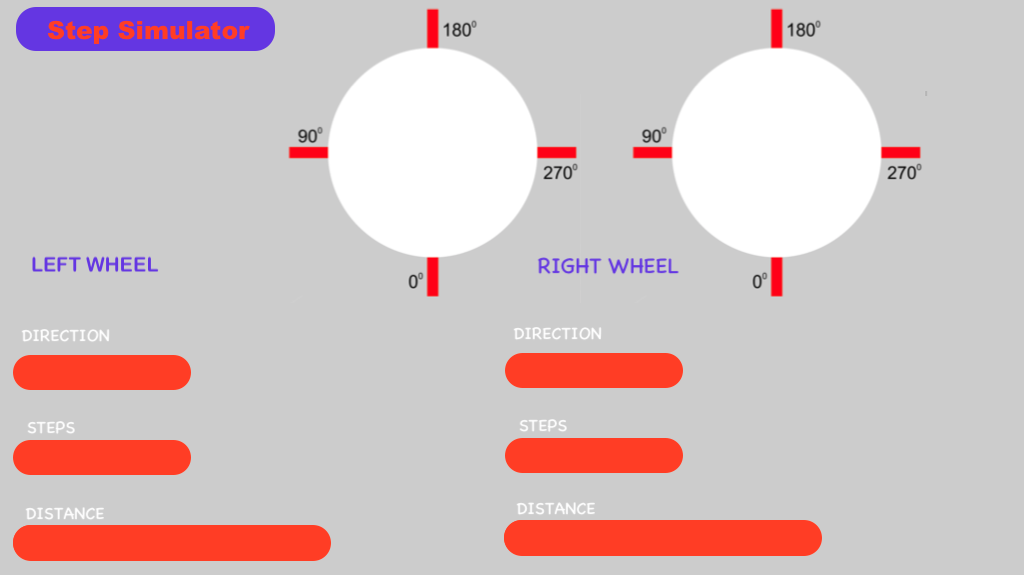 Step Simulator
180°
180°
90°
90°
270°
270°
LEFT WHEEL
RIGHT WHEEL
0°
0°
DIRECTION
DIRECTION
STEPS
STEPS
DISTANCE
DISTANCE